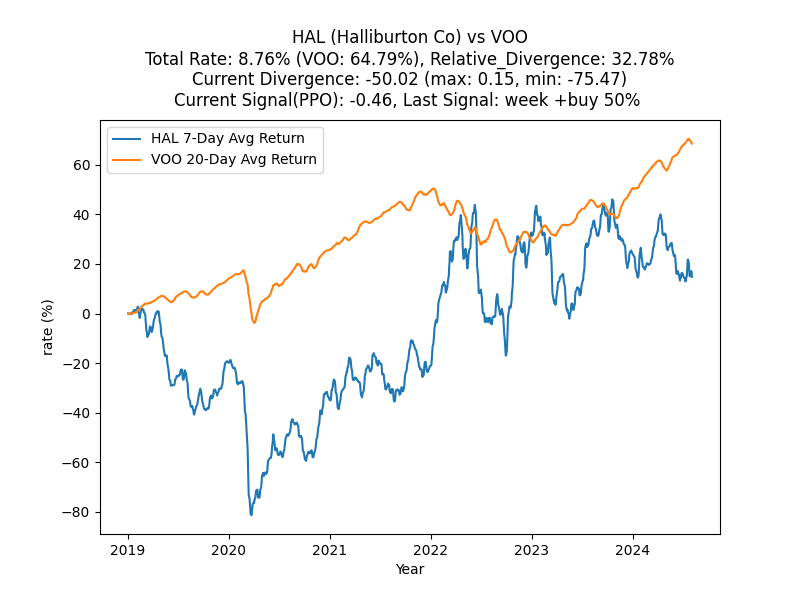 HAL (Halliburton Co) vs VOO
Total Rate: 8.76% (VOO: 64.79%), Relative_Divergence: 32.78%
Current Divergence: -50.02 (max: 0.15, min: -75.47)
Current Signal(PPO): -0.46, Last Signal: week +buy 50%
HAL 7-Day Avg Return
VOO 20-Day Avg Return
60
40
20
0
−20
−40
−60
−80
rate (%)
2019 2020 2021 2022 2023 2024
Year